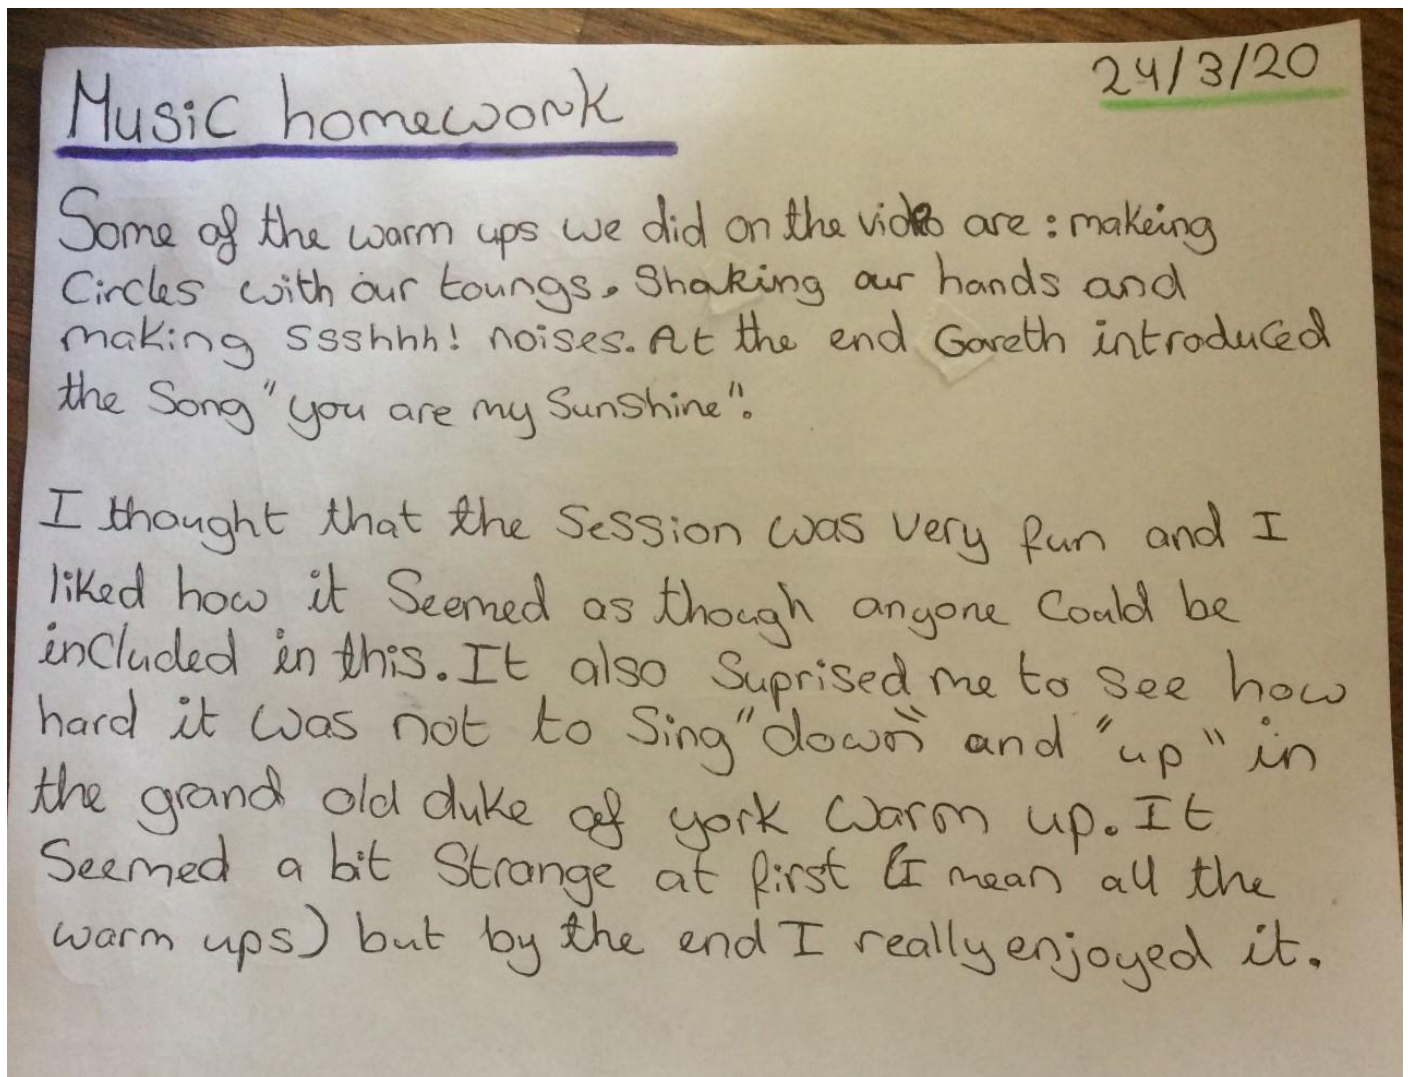 Music homework
24/3/20
Some of the warm ups we did on the video are : makeing
Circles with our toungs. Shaking our hands and
making ssshhh! noises. At the end Gareth introduced
the Song "you are my Sunshine".
I thought that the Session was very fun and I
liked how it Seemed as though anyone Could be
included in this. It also Suprised me to see how
hard it was not to Sing "down" and "up" in
the grand old duke of york warm up. It
Seemed a bit Strange at first (I mean all the
warm ups) but by the end I really enjoyed it.